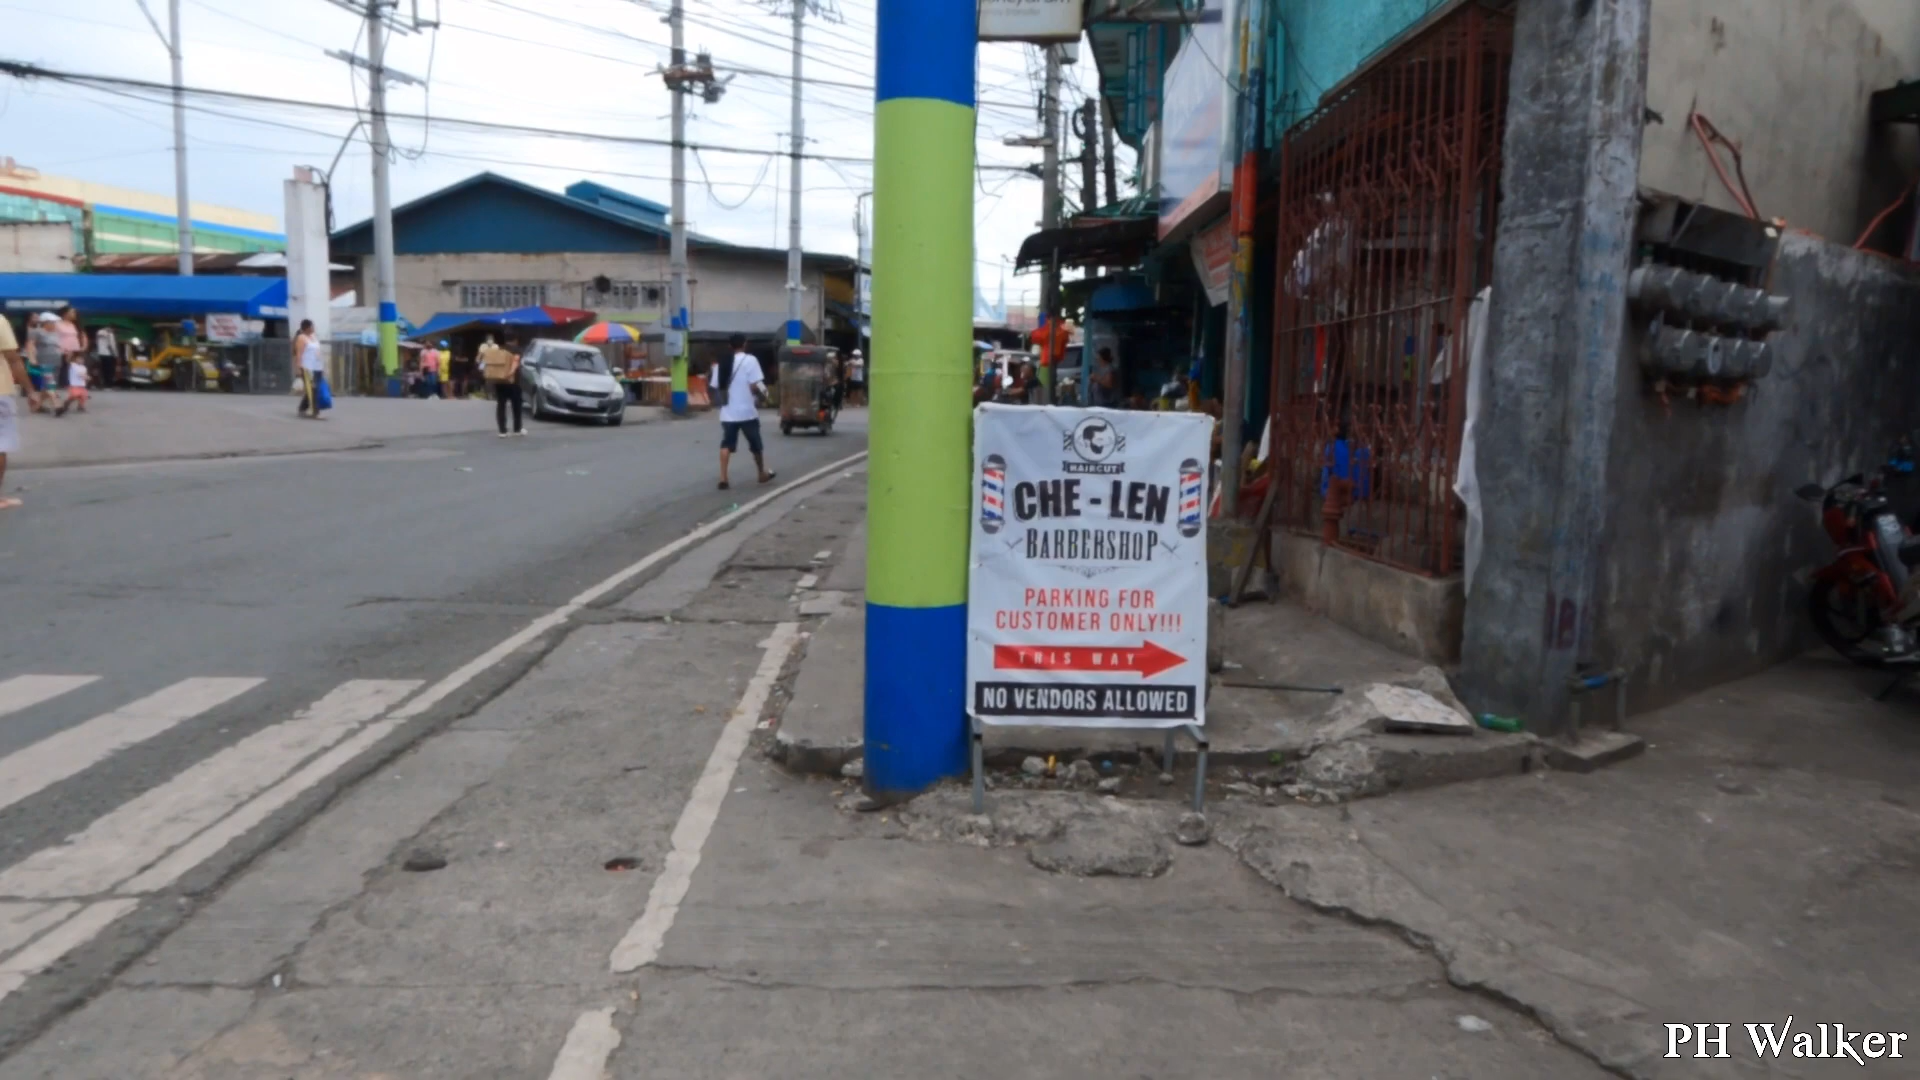 HAIRCUT
CHE - LEN
BARBERSHOP
PARKING FOR
CUSTOMER ONLY!!!
THIS WAY
NO VENDORS ALLOWED
PH Walker